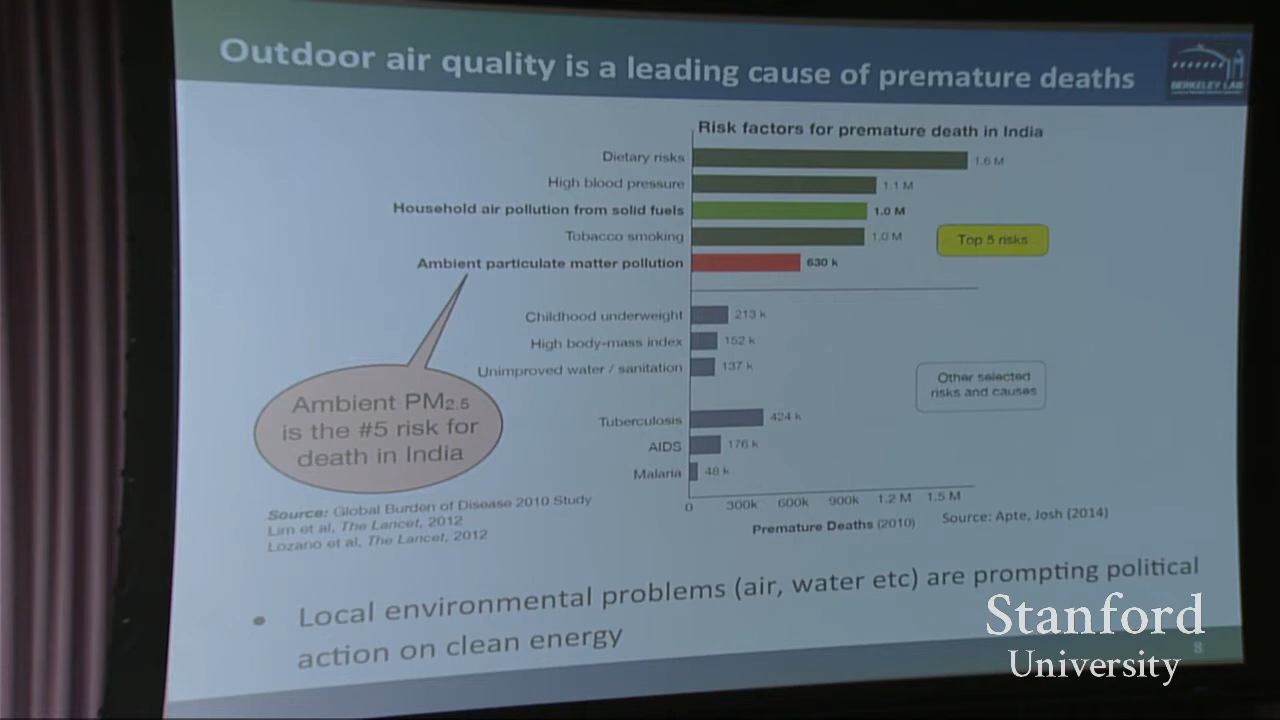 Outdoor air quality is a leading cause of premature deaths
BERKELEY LAB
Risk factors for premature death in India
Dietary risks 1.6 M
High blood pressure 1.1 M
Household air pollution from solid fuels 1.0 M
Tobacco smoking 1.0 M
Top 5 risks
Ambient particulate matter pollution 630 k
Childhood underweight 213 k
High body-mass index 152 k
Unimproved water / sanitation 137 k
Other selected
risks and causes
Ambient PM2.5
is the #5 risk for
death in India
Tuberculosis 424 k
AIDS 176 k
Malaria 48 k
0 300k 600k 900k 1.2 M 1.5 M
Premature Deaths (2010)
Source: Apte, Josh (2014)
Source: Global Burden of Disease 2010 Study
Lim et al, The Lancet, 2012
Lozano et al, The Lancet, 2012
• Local environmental problems (air, water etc) are prompting political
action on clean energy
Stanford
University
8